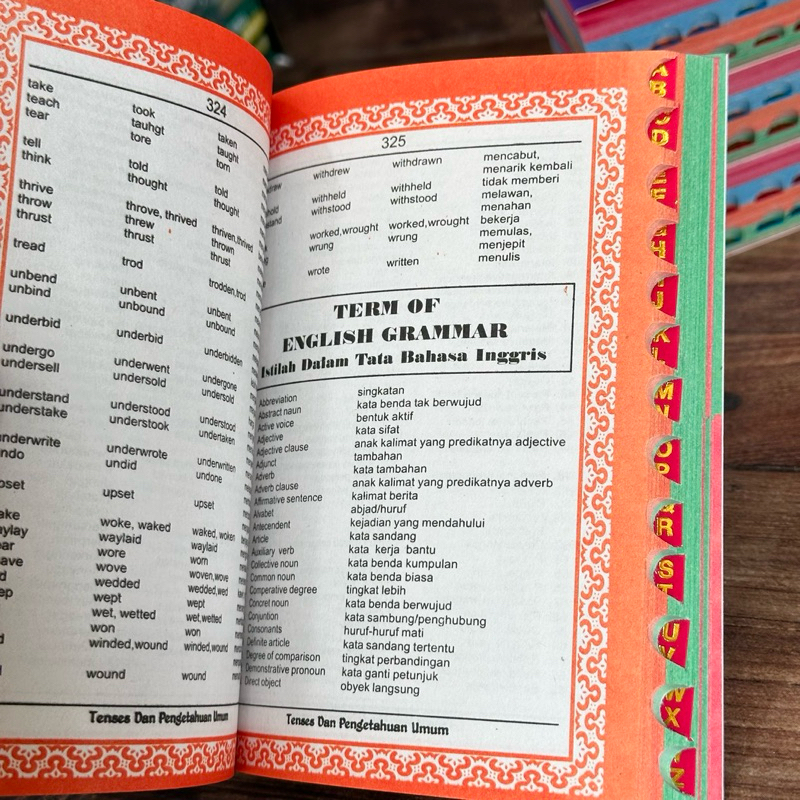 324
take took taken
teach tauhgt taught
tear tore torn
tell told told
think thought thought
thrive throve, thrived thriven,thrived
throw threw thrown
thrust thrust thrust
tread trod trodden,trod
unbend unbent unbent
unbind unbound unbound
underbid underbid underbidden
undergo underwent undergone
undersell undersold undersold
understand understood understood
understake understook undertaken
underwrite underwrote underwritten
undo undid undone
upset upset
woke, waked waked, woken
waylaid waylaid
wore worn
wove woven,wove
wedded wedded,wed
wept wept
wet, wetted wet,wetted
won won
winded,wound winded,wound
wound wound
Tenses Dan Pengetahuan Umum
325
withdrew withdrawn mencabut,
menarik kembali
withheld withheld tidak memberi
withstood withstood melawan,
menahan
worked,wrought worked,wrought bekerja
wrung wrung memulas,
menjepit
wrote written menulis
TERM OF
ENGLISH GRAMMAR
Istilah Dalam Tata Bahasa Inggris
Abbreviation singkatan
Abstract naun kata benda tak berwujud
Active voice bentuk aktif
Adjective kata sifat
Adjective clause anak kalimat yang predikatnya adjective
Adjunct tambahan
Adverb kata tambahan
Adverb clause anak kalimat yang predikatnya adverb
Affirmative sentence kalimat berita
Alvabet abjad/huruf
Antecendent kejadian yang mendahului
Article kata sandang
Auxiliary verb kata kerja bantu
Collective noun kata benda kumpulan
Common noun kata benda biasa
Comperative degree tingkat lebih
Concret noun kata benda berwujud
Conjuntion kata sambung/penghubung
Consonants huruf-huruf mati
Definite article kata sandang tertentu
Degree of comparison tingkat perbandingan
Demonstrative pronoun kata ganti petunjuk
Direct object obyek langsung
Tenses Dan Pengetahuan Umum